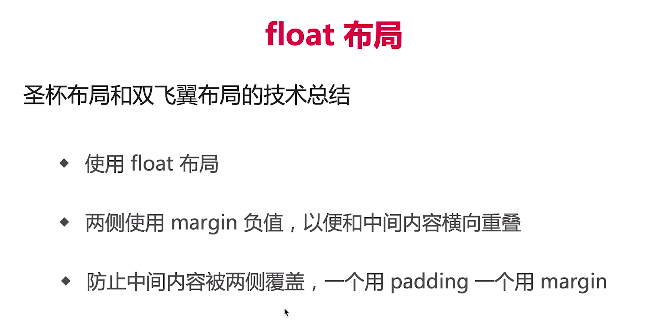 float 布局
圣杯布局和双飞翼布局的技术总结
使用 float 布局
两侧使用 margin 负值，以便和中间内容横向重叠
防止中间内容被两侧覆盖，一个用 padding 一个用 margin